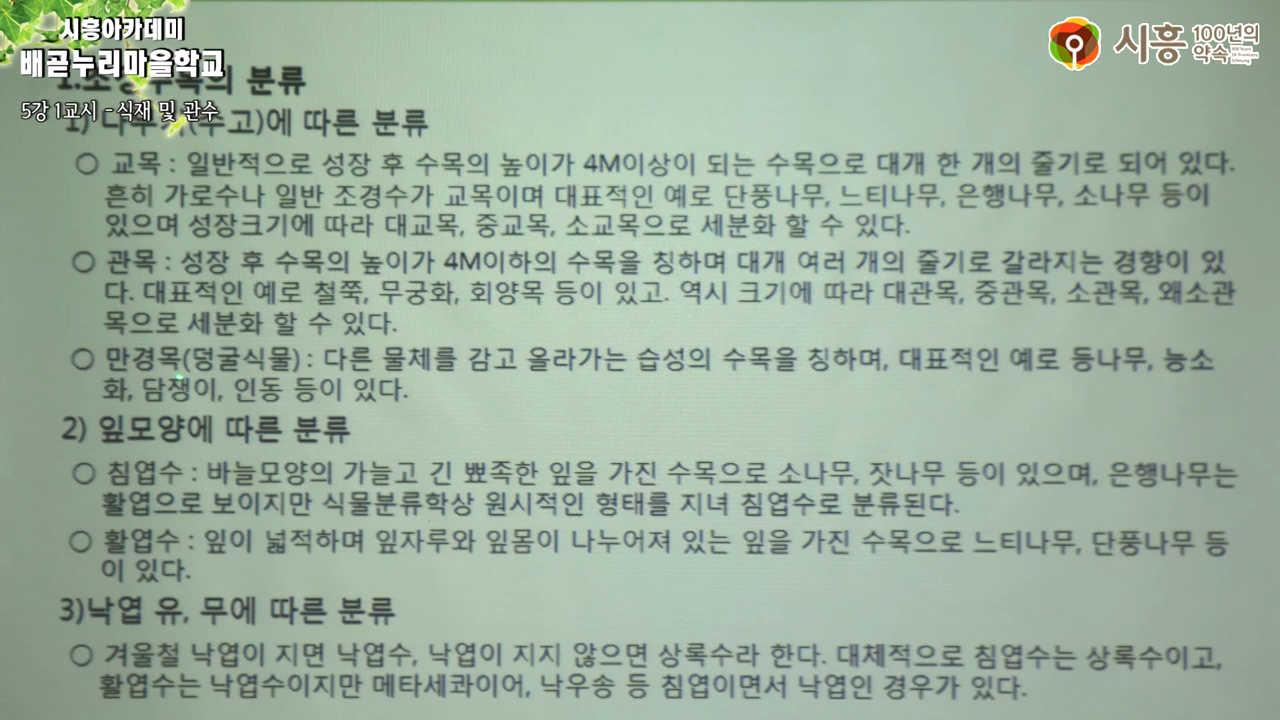 시흥아카데미
배곧누리마을학교
5강 1교시 - 식재 및 관수
시흥 100년의
약속
분류
에 따른 분류
○ 교목 : 일반적으로 성장 후 수목의 높이가 4M이상이 되는 수목으로 대개 한 개의 줄기로 되어 있다.
흔히 가로수나 일반 조경수가 교목이며 대표적인 예로 단풍나무, 느티나무, 은행나무, 소나무 등이
있으며 성장크기에 따라 대교목, 중교목, 소교목으로 세분화 할 수 있다.
○ 관목 : 성장 후 수목의 높이가 4M이하의 수목을 칭하며 대개 여러 개의 줄기로 갈라지는 경향이 있
다. 대표적인 예로 철쭉, 무궁화, 회양목 등이 있고. 역시 크기에 따라 대관목, 중관목, 소관목, 왜소관
목으로 세분화 할 수 있다.
○ 만경목(덩굴식물) : 다른 물체를 감고 올라가는 습성의 수목을 칭하며, 대표적인 예로 등나무, 능소
화, 담쟁이, 인동 등이 있다.
2) 잎모양에 따른 분류
○ 침엽수 : 바늘모양의 가늘고 긴 뾰족한 잎을 가진 수목으로 소나무, 잣나무 등이 있으며, 은행나무는
활엽으로 보이지만 식물분류학상 원시적인 형태를 지녀 침엽수로 분류된다.
○ 활엽수 : 잎이 넓적하며 잎자루와 잎몸이 나누어져 있는 잎을 가진 수목으로 느티나무, 단풍나무 등
이 있다.
3)낙엽 유, 무에 따른 분류
○ 겨울철 낙엽이 지면 낙엽수, 낙엽이 지지 않으면 상록수라 한다. 대체적으로 침엽수는 상록수이고,
활엽수는 낙엽수이지만 메타세콰이어, 낙우송 등 침엽이면서 낙엽인 경우가 있다.